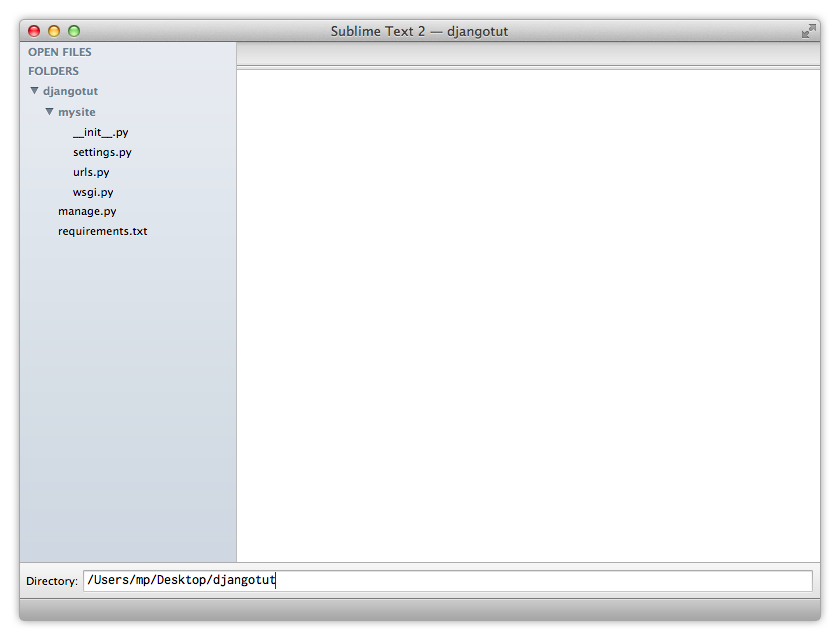 Sublime Text 2 — djangotut
OPEN FILES
FOLDERS
djangotut
mysite
__init__.py
settings.py
urls.py
wsgi.py
manage.py
requirements.txt
Directory: /Users/mp/Desktop/djangotut